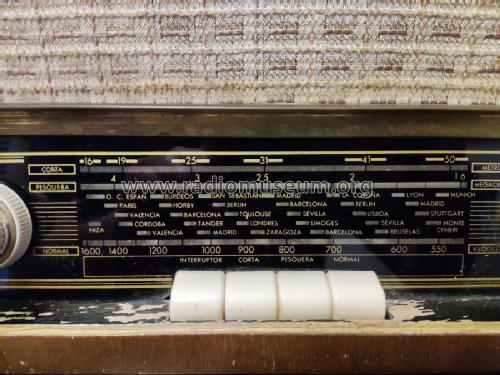 CORTA •16 •19 25 31 41 50 METRO
PESQUERA 4 3 2,5 2 1 6 MEGACIC
www.radiomuseum.org
O. C. ESPAÑ BURDEOS SAN SEBASTIAN MADRID LA CORUÑA LYON MUNICH
PARIS HORBY BERLIN BARCELONA BERLIN MADRID
VALENCIA BARCELONA TOULOUSE SEVILLA LISBOA STUTTGART
NIZA CORDOBA TANGER LONDRES LIMOGES SEVILLA MONTE CENERI
VALENCIA MADRID ZARAGOZA BARCELONA BRUSELAS
NORMAL 1600 1400 1200 1000 900 800 700 600 550 KILOCIC
INTERRUPTOR CORTA PESQUERA NORMAL